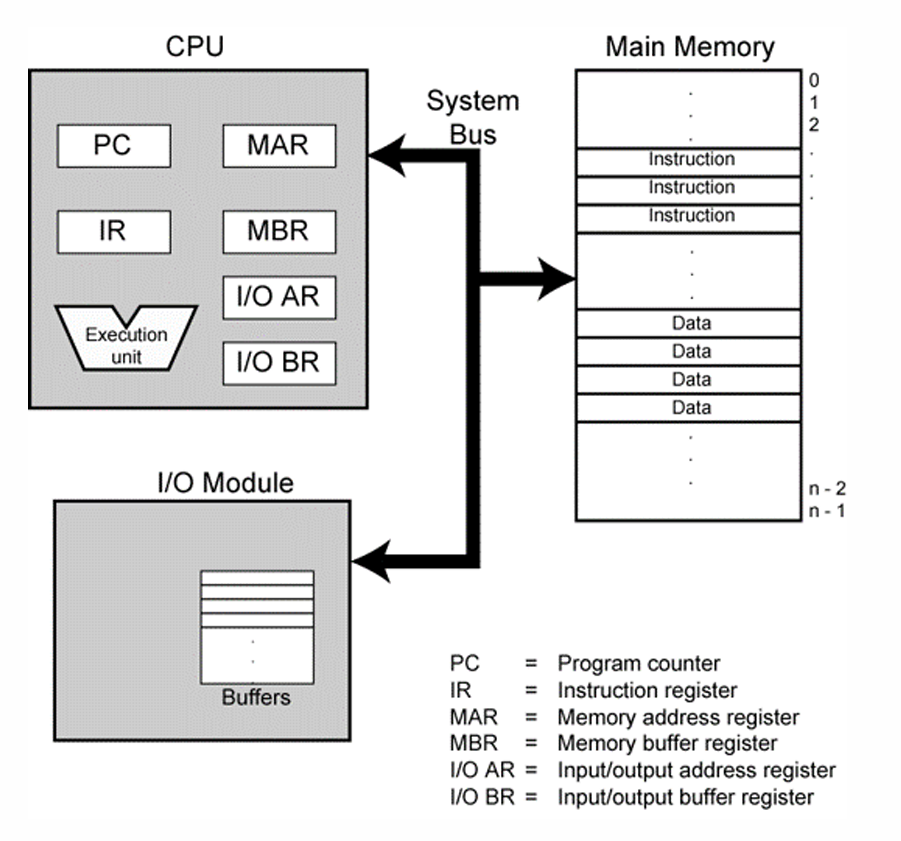 CPU
PC
MAR
IR
MBR
I/O AR
Execution
unit
I/O BR
System
Bus
Main Memory
0
1
2
.
.
.
Instruction
Instruction
Instruction
.
.
.
Data
Data
Data
Data
.
.
.
n - 2
n - 1
I/O Module
Buffers
PC = Program counter
IR = Instruction register
MAR = Memory address register
MBR = Memory buffer register
I/O AR = Input/output address register
I/O BR = Input/output buffer register